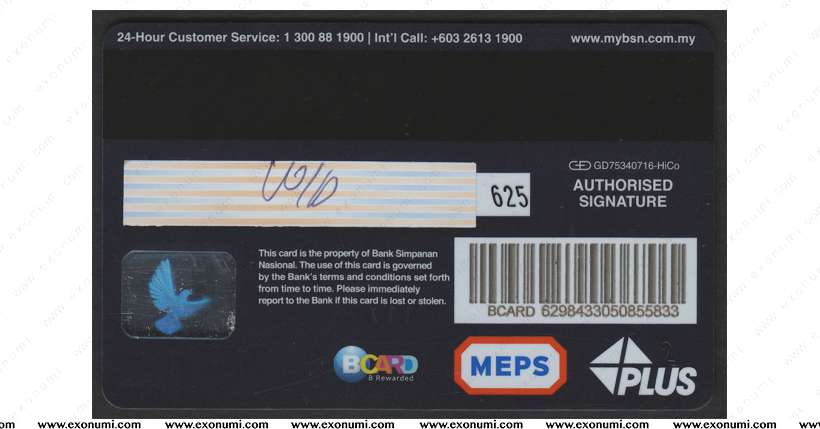 24-Hour Customer Service: 1 300 88 1900 | Int'l Call: +603 2613 1900 www.mybsn.com.my
GD75340716-HiCo
VOID
625
AUTHORISED
SIGNATURE
This card is the property of Bank Simpanan
Nasional. The use of this card is governed
by the Bank's terms and conditions set forth
from time to time. Please immediately
report to the Bank if this card is lost or stolen.
BCARD 6298433050855833
BCARD
B Rewarded
MEPS
PLUS
www.exonumi.com www.exonumi.com www.exonumi.com www.exonumi.com www.exonumi.com www.exonumi.com